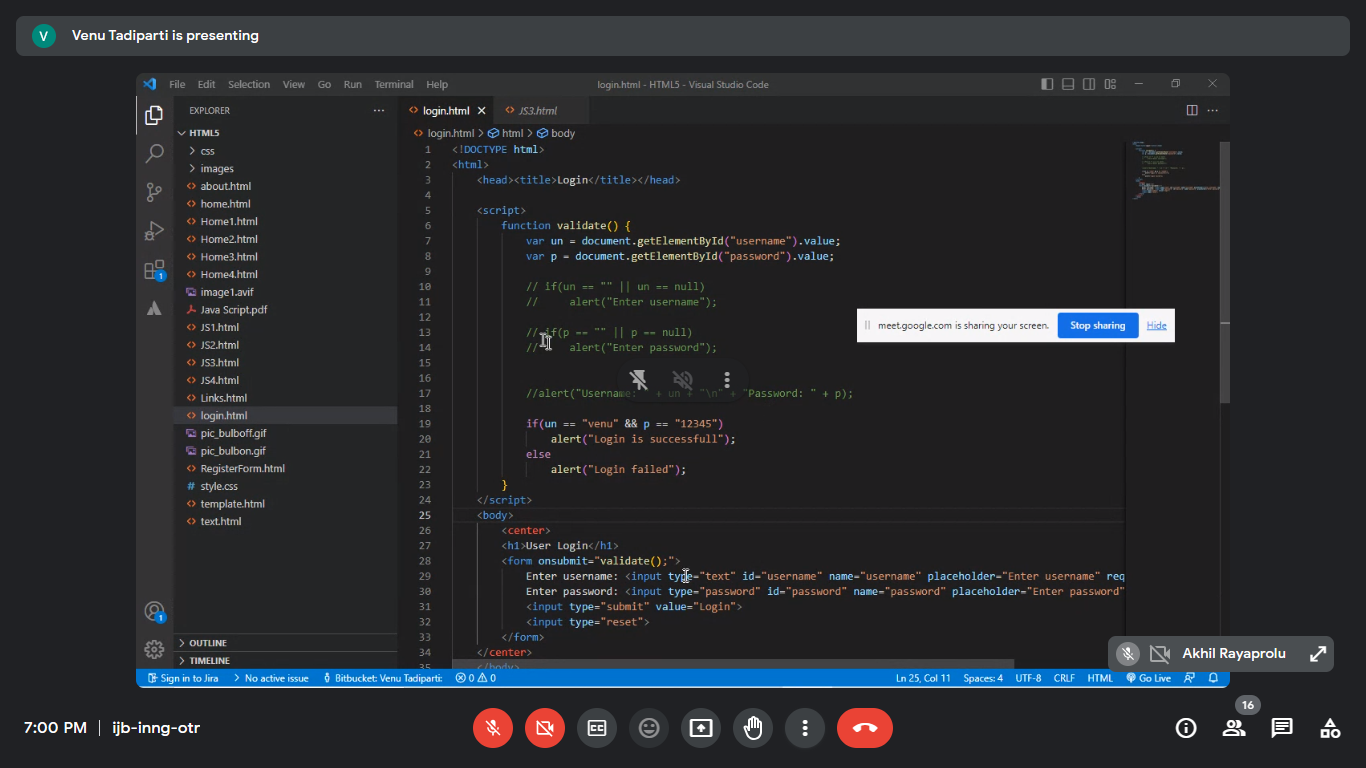 V Venu Tadiparti is presenting
File Edit Selection View Go Run Terminal Help login.html - HTML5 - Visual Studio Code
EXPLORER
HTML5
css
images
about.html
home.html
Home1.html
Home2.html
Home3.html
Home4.html
image1.avif
Java Script.pdf
JS1.html
JS2.html
JS3.html
JS4.html
Links.html
login.html
pic_bulboff.gif
pic_bulbon.gif
RegisterForm.html
style.css
template.html
text.html
OUTLINE
TIMELINE
1
1
login.html JS3.html
login.html > html > body
1 <!DOCTYPE html>
2 <html>
3 <head><title>Login</title></head>
4
5 <script>
6 function validate() {
7 var un = document.getElementById("username").value;
8 var p = document.getElementById("password").value;
9
10 // if(un == "" || un == null)
11 // alert("Enter username");
12
13 // if(p == "" || p == null)
14 // alert("Enter password");
15
16
17 //alert("Username: " + un + "\n" + "Password: " + p);
18
19 if(un == "venu" && p == "12345")
20 alert("Login is successfull");
21 else
22 alert("Login failed");
23 }
24 </script>
25 <body>
26 <center>
27 <h1>User Login</h1>
28 <form onsubmit="validate();">
29 Enter username: <input type="text" id="username" name="username" placeholder="Enter username" req
30 Enter password: <input type="password" id="password" name="password" placeholder="Enter password"
31 <input type="submit" value="Login">
32 <input type="reset">
33 </form>
34 </center>
35 </body>
meet.google.com is sharing your screen. Stop sharing Hide
Akhil Rayaprolu
Sign in to Jira No active issue Bitbucket: Venu Tadiparti: 0 0 Ln 25, Col 11 Spaces: 4 UTF-8 CRLF HTML Go Live
7:00 PM | ijb-inng-otr
16